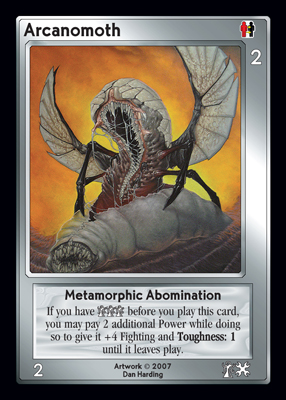 Arcanomoth
2
Metamorphic Abomination
If you have before you play this card,
you may pay 2 additional Power while doing
so to give it +4 Fighting and Toughness: 1
until it leaves play.
2
Artwork © 2007
Dan Harding